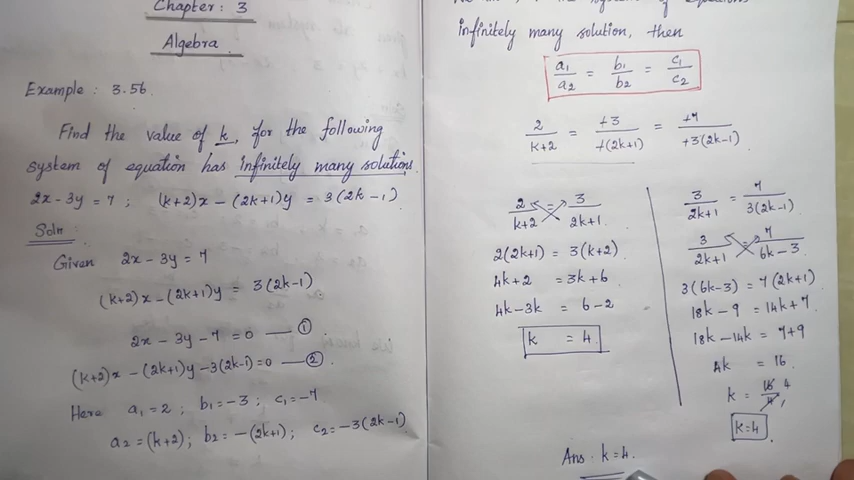 Chapter : 3
Algebra
Example : 3.56
Find the value of k, for the following
system of equation has infinitely many solutions
2x - 3y = 7 ; (k+2)x - (2k+1)y = 3(2k-1)
Soln :
Given 2x - 3y = 7
(k+2)x - (2k+1)y = 3(2k-1)
2x - 3y - 7 = 0 — ①
(k+2)x - (2k+1)y - 3(2k-1) = 0 — ②
Here a₁ = 2 ; b₁ = -3 ; c₁ = -7
a₂ = (k+2) ; b₂ = -(2k+1) ; c₂ = -3(2k-1)
infinitely many solution, then
a₁/a₂ = b₁/b₂ = c₁/c₂
2/(k+2) = +3/+(2k+1) = +7/+3(2k-1)
2/(k+2) = 3/(2k+1)
2(2k+1) = 3(k+2)
4k+2 = 3k+6
4k-3k = 6-2
k = 4
3/(2k+1) = 7/3(2k-1)
3/(2k+1) = 7/(6k-3)
3(6k-3) = 7(2k+1)
18k - 9 = 14k+7
18k - 14k = 7+9
4k = 16
k = 16/4 4
k=4
Ans : k=4.